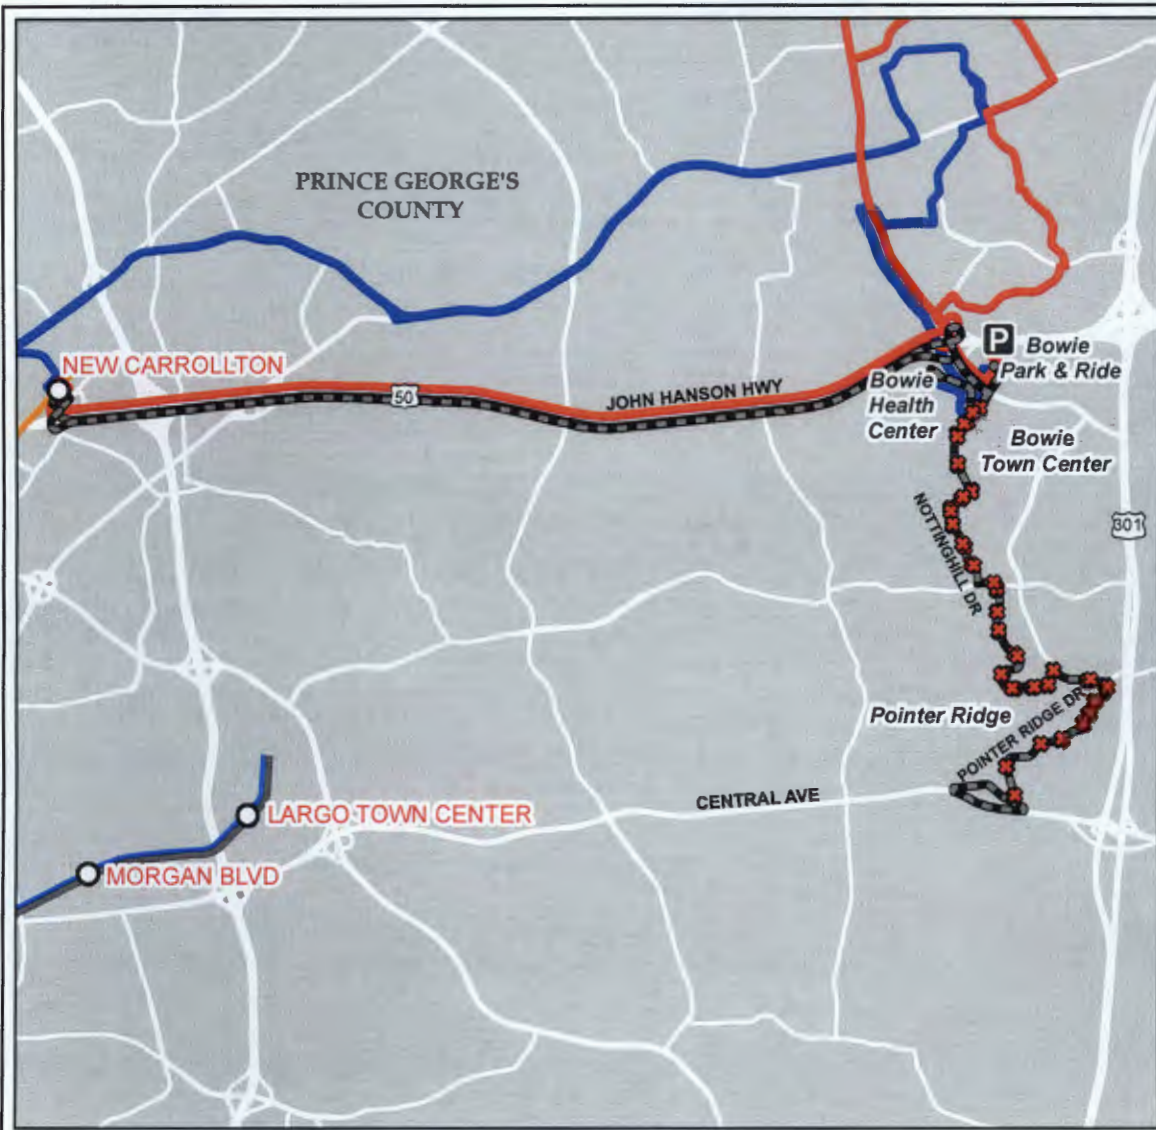 PRINCE GEORGE'S
COUNTY
NEW CARROLLTON
50
JOHN HANSON HWY
P
Bowie
Park & Ride
Bowie
Health
Center
Bowie
Town Center
301
NOTTINGHILL DR
Pointer Ridge
POINTER RIDGE DR
CENTRAL AVE
LARGO TOWN CENTER
MORGAN BLVD